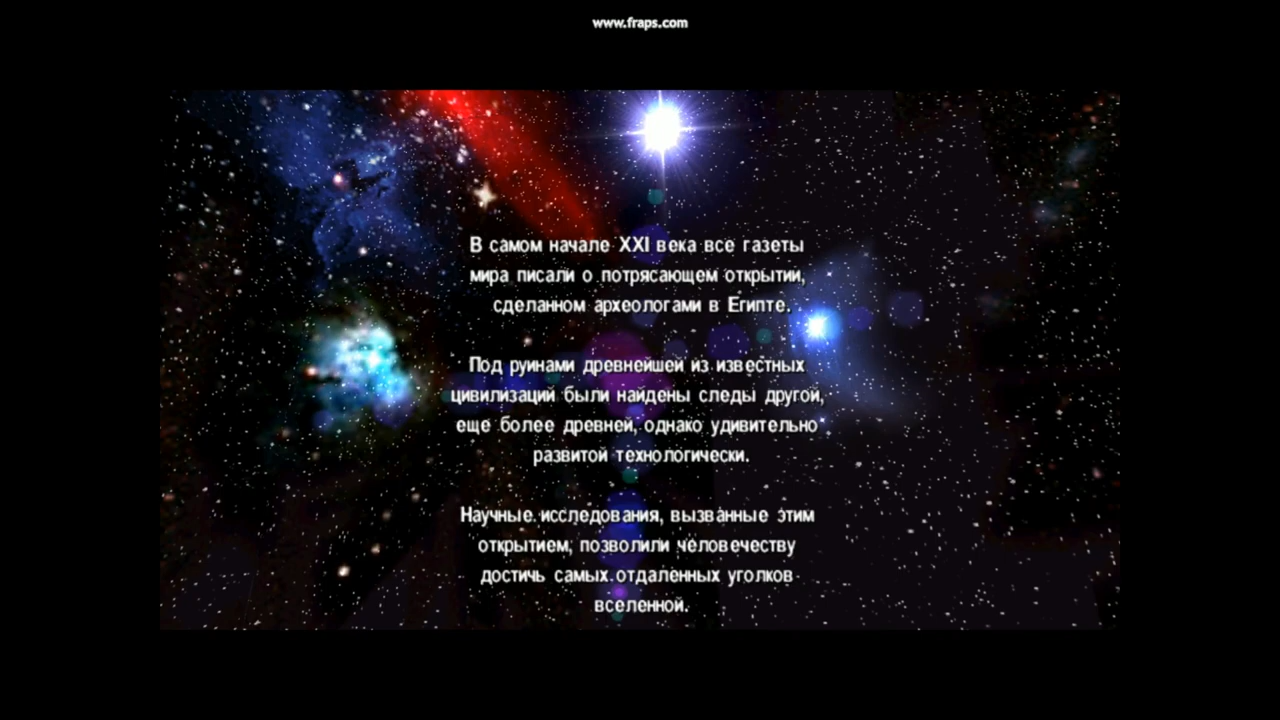 www.fraps.com
В самом начале XXI века все газеты
мира писали о потрясающем открытии,
сделанном археологами в Египте.
Под руинами древнейшей из известных
цивилизаций были найдены следы другой,
еще более древней, однако удивительно
развитой технологически.
Научные исследования, вызванные этим
открытием, позволили человечеству
достичь самых отдаленных уголков
вселенной.